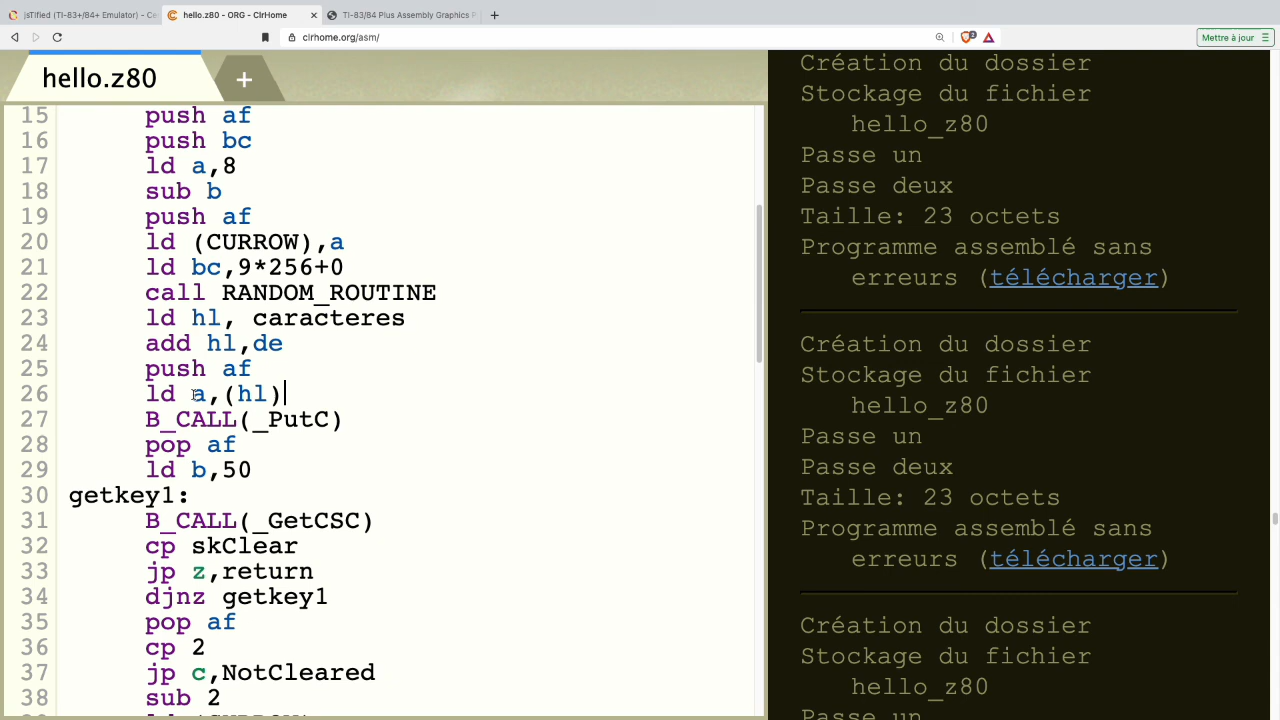 jsTified (TI-83+/84+ Emulator) - Ce
hello.z80 - ORG - ClrHome
TI-83/84 Plus Assembly Graphics P
clrhome.org/asm/
Mettre à jour
hello.z80
+
15 push af
16 push bc
17 ld a,8
18 sub b
19 push af
20 ld (CURROW),a
21 ld bc,9*256+0
22 call RANDOM_ROUTINE
23 ld hl, caracteres
24 add hl,de
25 push af
26 ld a,(hl)
27 B_CALL(_PutC)
28 pop af
29 ld b,50
30 getkey1:
31 B_CALL(_GetCSC)
32 cp skClear
33 jp z,return
34 djnz getkey1
35 pop af
36 cp 2
37 jp c,NotCleared
38 sub 2
Création du dossier
Stockage du fichier
hello_z80
Passe un
Passe deux
Taille: 23 octets
Programme assemblé sans
erreurs (télécharger)
Création du dossier
Stockage du fichier
hello_z80
Passe un
Passe deux
Taille: 23 octets
Programme assemblé sans
erreurs (télécharger)
Création du dossier
Stockage du fichier
hello_z80
Passe un